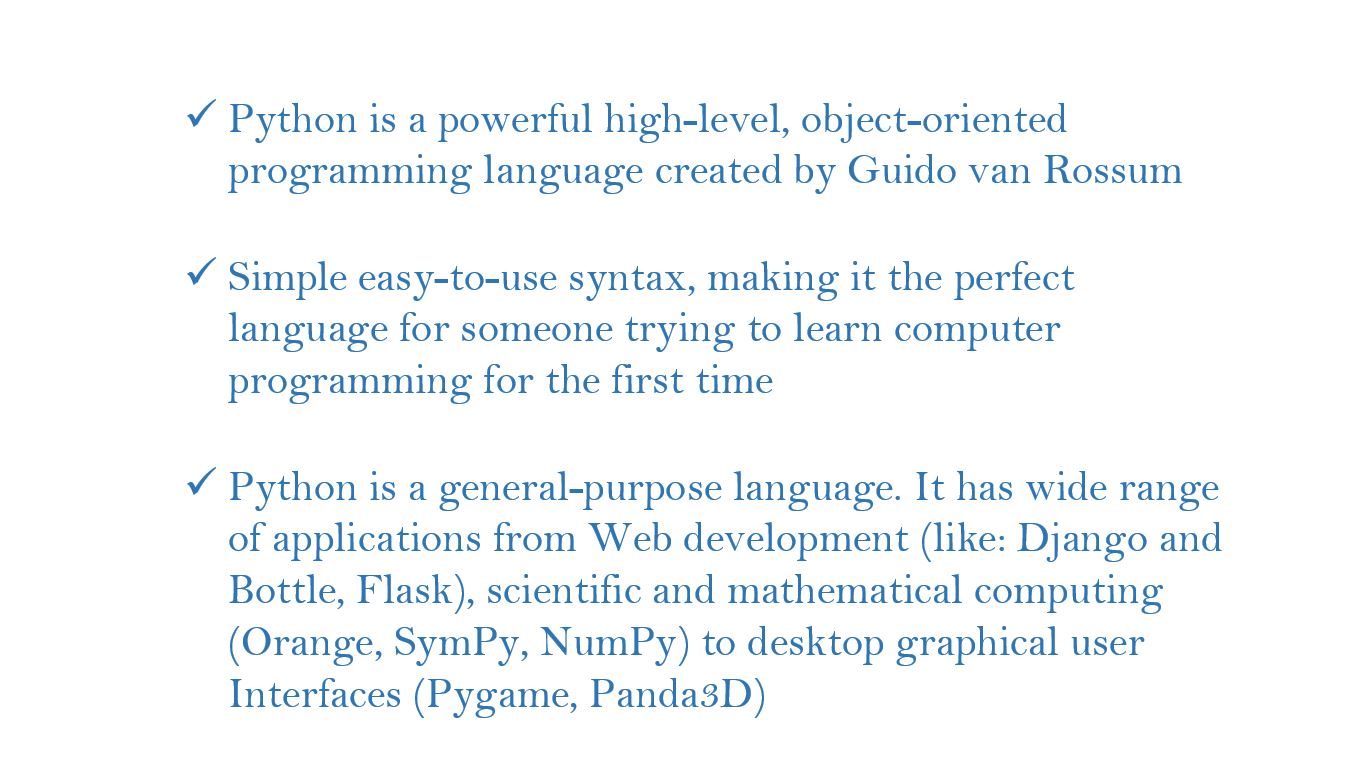 ✓ Python is a powerful high-level, object-oriented
programming language created by Guido van Rossum
✓ Simple easy-to-use syntax, making it the perfect
language for someone trying to learn computer
programming for the first time
✓ Python is a general-purpose language. It has wide range
of applications from Web development (like: Django and
Bottle, Flask), scientific and mathematical computing
(Orange, SymPy, NumPy) to desktop graphical user
Interfaces (Pygame, Panda3D)